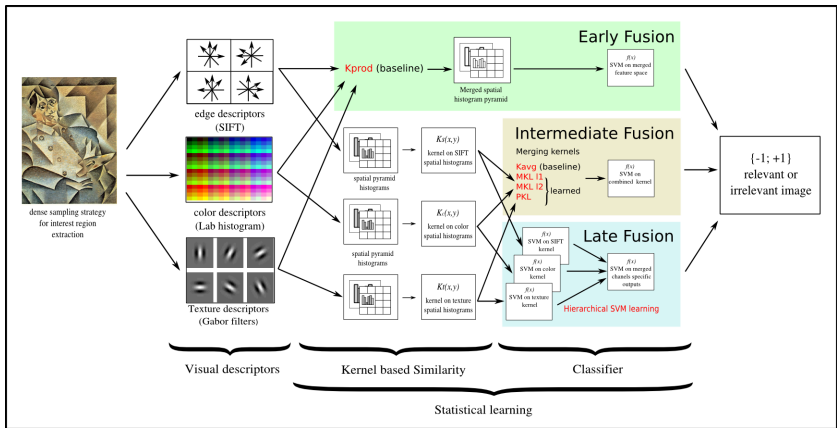 dense sampling strategy
for interest region
extraction
edge descriptors
(SIFT)
color descriptors
(Lab histogram)
Texture descriptors
(Gabor filters)
Visual descriptors
Early Fusion
Kprod (baseline)
Merged spatial
histogram pyramid
f(x)
SVM on merged
feature space
spatial pyramid
histograms
Ks(x,y)
kernel on SIFT
spatial histograms
spatial pyramid
histograms
Kc(x,y)
kernel on color
spatial histograms
Kt(x,y)
kernel on texture
spatial histograms
Kernel based Similarity
Intermediate Fusion
Merging kernels
Kavg (baseline)
MKL l1
MKL l2
PKL
learned
f(x)
SVM on
combined kernel
Late Fusion
f(x)
SVM on SIFT
kernel
f(x)
SVM on color
kernel
f(x)
SVM on texture
kernel
f(x)
SVM on merged
chanels specific
outputs
Hierarchical SVM learning
Classifier
Statistical learning
{-1; +1}
relevant or
irrelevant image